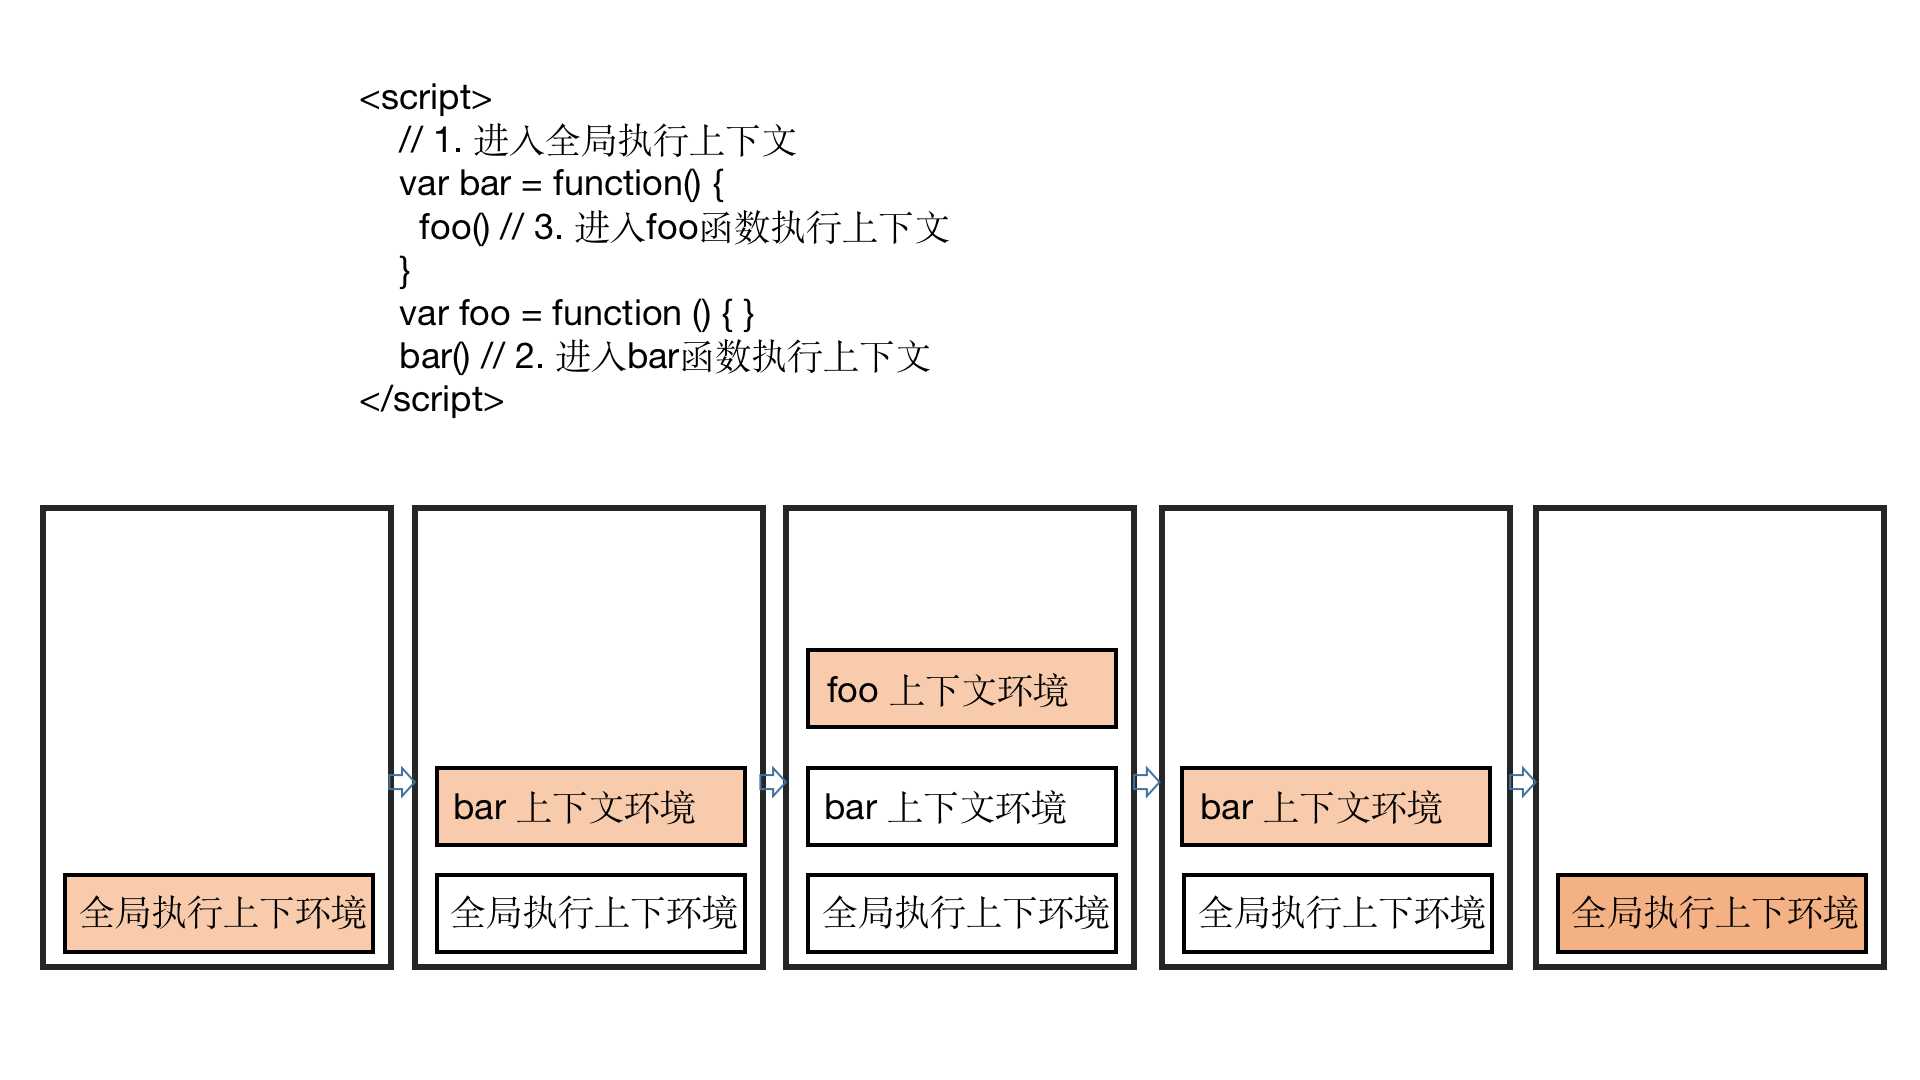 <script>
// 1. 进入全局执行上下文
var bar = function() {
foo() // 3. 进入foo函数执行上下文
}
var foo = function () { }
bar() // 2. 进入bar函数执行上下文
</script>
全局执行上下环境
bar 上下文环境
全局执行上下环境
foo 上下文环境
bar 上下文环境
全局执行上下环境
bar 上下文环境
全局执行上下环境
全局执行上下环境